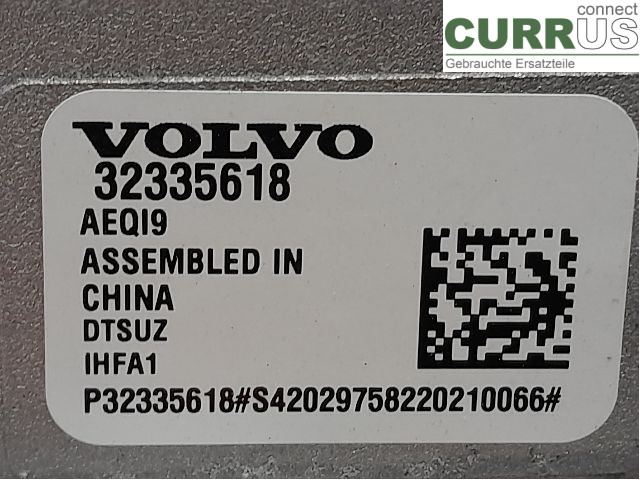 connect
CURRUS
Gebrauchte Ersatzteile
VOLVO
32335618
AEQI9
ASSEMBLED IN
CHINA
DTSUZ
IHFA1
P32335618#S42029758220210066#